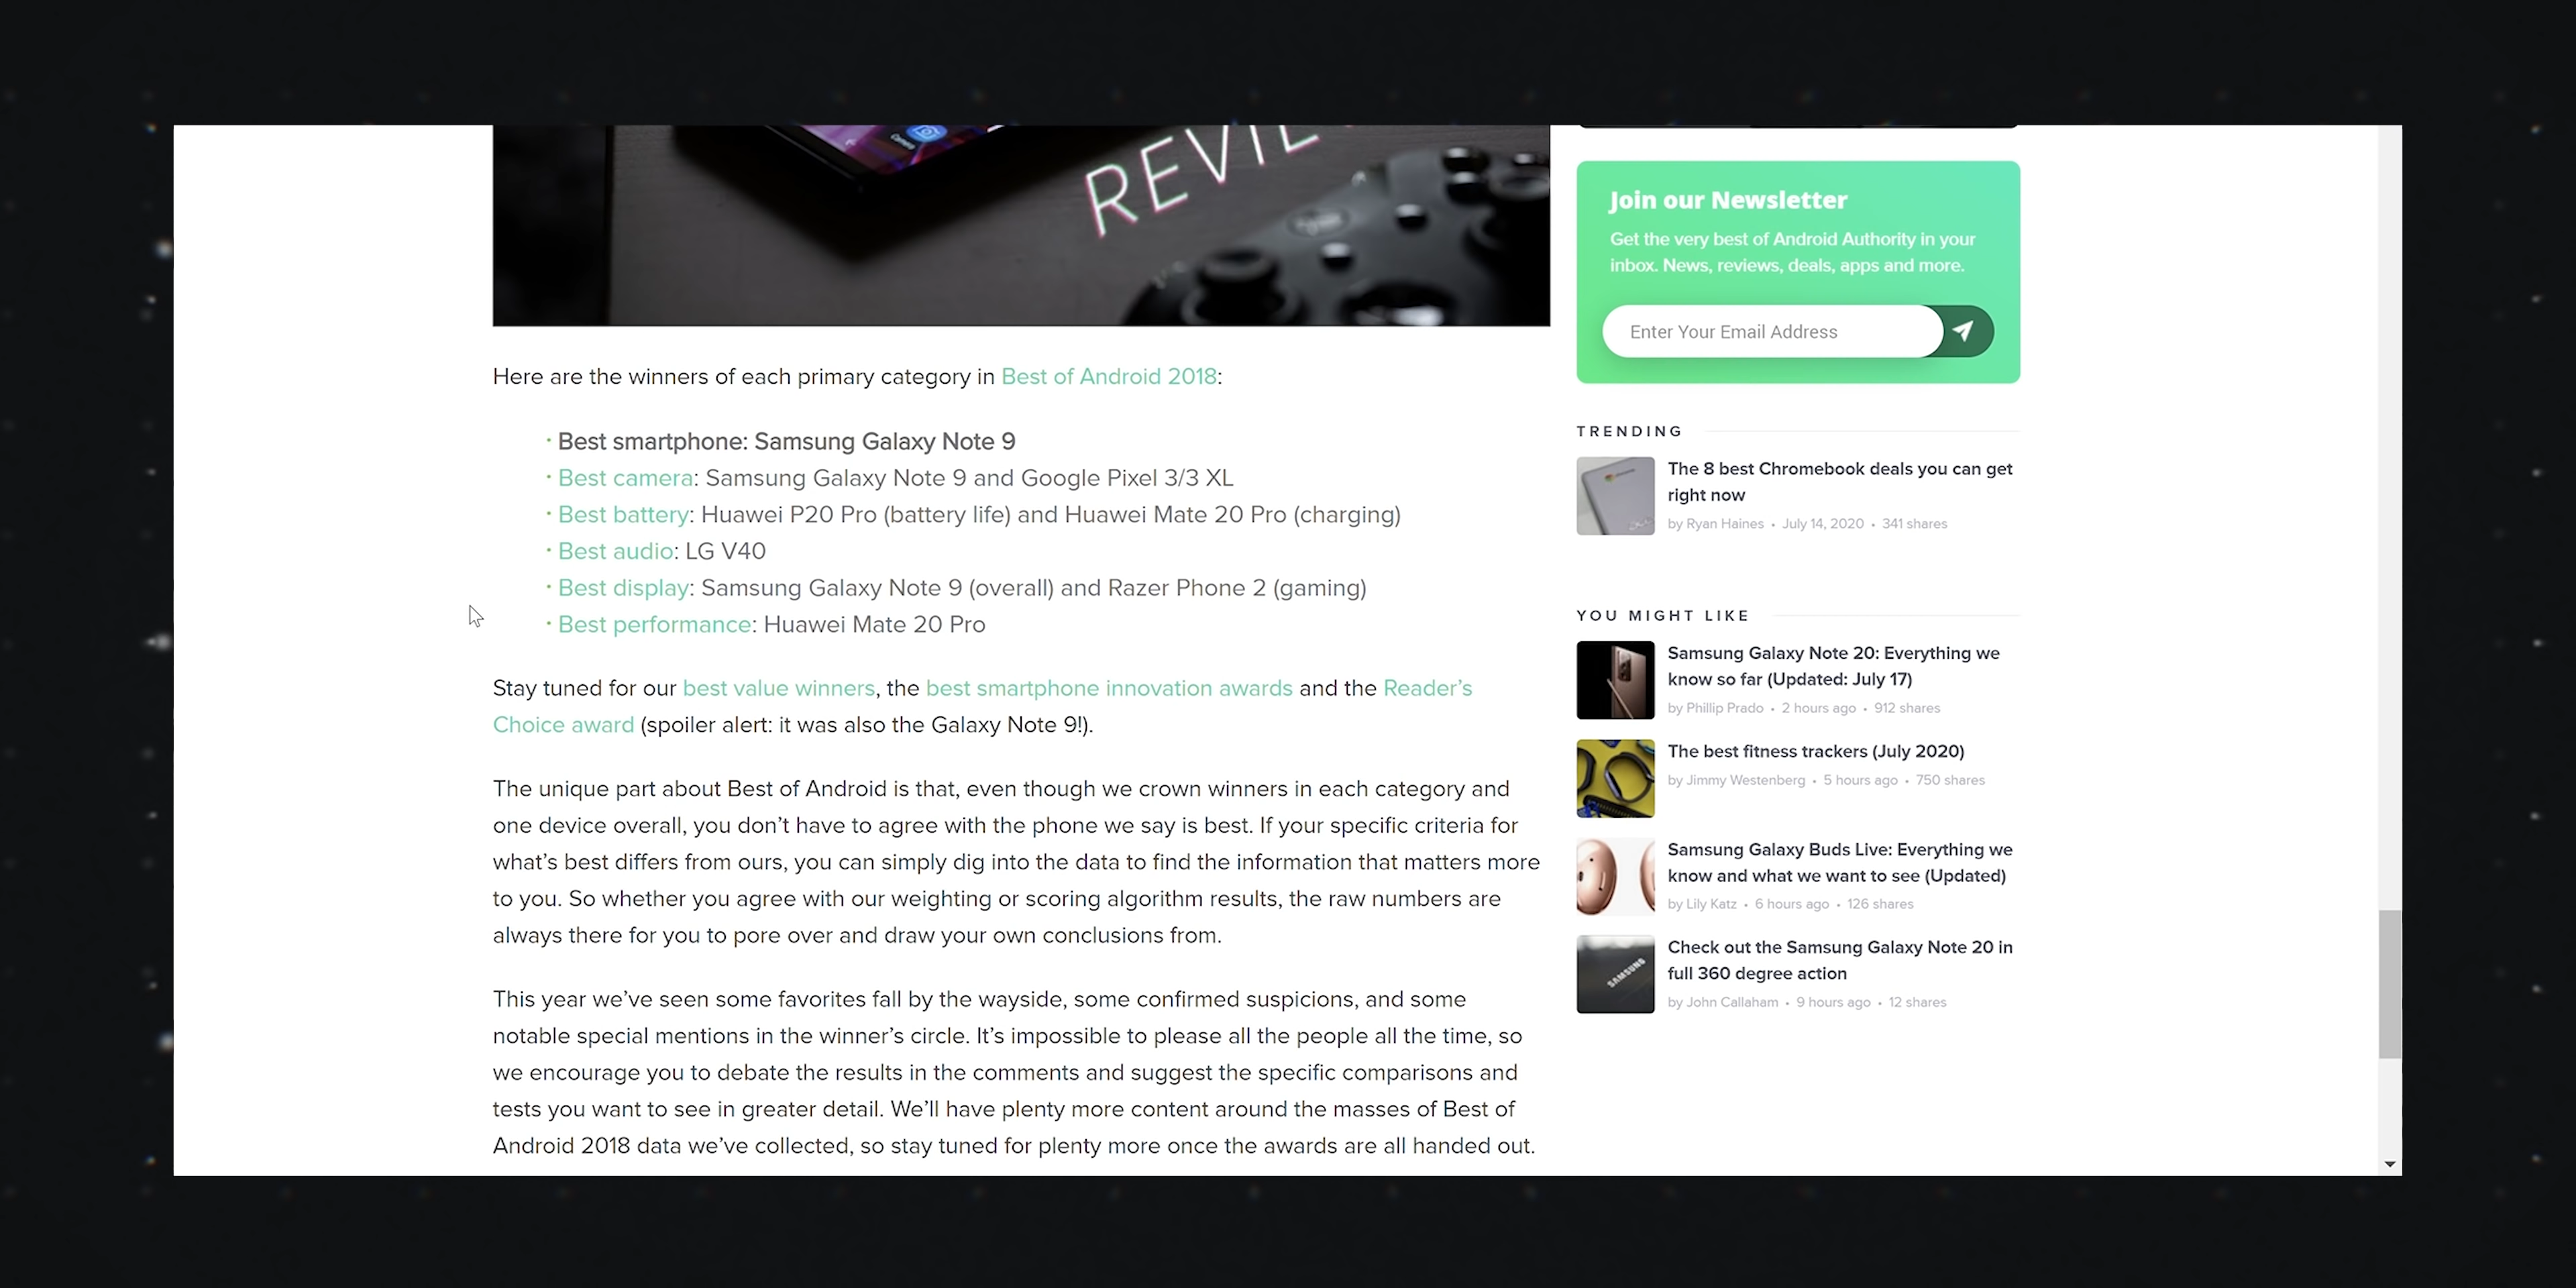 REVIE
Here are the winners of each primary category in Best of Android 2018:
· Best smartphone: Samsung Galaxy Note 9
· Best camera: Samsung Galaxy Note 9 and Google Pixel 3/3 XL
· Best battery: Huawei P20 Pro (battery life) and Huawei Mate 20 Pro (charging)
· Best audio: LG V40
· Best display: Samsung Galaxy Note 9 (overall) and Razer Phone 2 (gaming)
· Best performance: Huawei Mate 20 Pro
Stay tuned for our best value winners, the best smartphone innovation awards and the Reader’s
Choice award (spoiler alert: it was also the Galaxy Note 9!).
The unique part about Best of Android is that, even though we crown winners in each category and
one device overall, you don’t have to agree with the phone we say is best. If your specific criteria for
what’s best differs from ours, you can simply dig into the data to find the information that matters more
to you. So whether you agree with our weighting or scoring algorithm results, the raw numbers are
always there for you to pore over and draw your own conclusions from.
This year we’ve seen some favorites fall by the wayside, some confirmed suspicions, and some
notable special mentions in the winner’s circle. It’s impossible to please all the people all the time, so
we encourage you to debate the results in the comments and suggest the specific comparisons and
tests you want to see in greater detail. We’ll have plenty more content around the masses of Best of
Android 2018 data we’ve collected, so stay tuned for plenty more once the awards are all handed out.
Join our Newsletter
Get the very best of Android Authority in your
inbox. News, reviews, deals, apps and more.
Enter Your Email Address
TRENDING
The 8 best Chromebook deals you can get
right now
by Ryan Haines • July 14, 2020 • 341 shares
YOU MIGHT LIKE
Samsung Galaxy Note 20: Everything we
know so far (Updated: July 17)
by Phillip Prado • 2 hours ago • 912 shares
The best fitness trackers (July 2020)
by Jimmy Westenberg • 5 hours ago • 750 shares
Samsung Galaxy Buds Live: Everything we
know and what we want to see (Updated)
by Lily Katz • 6 hours ago • 126 shares
SAMSUNG
Check out the Samsung Galaxy Note 20 in
full 360 degree action
by John Callaham • 9 hours ago • 12 shares